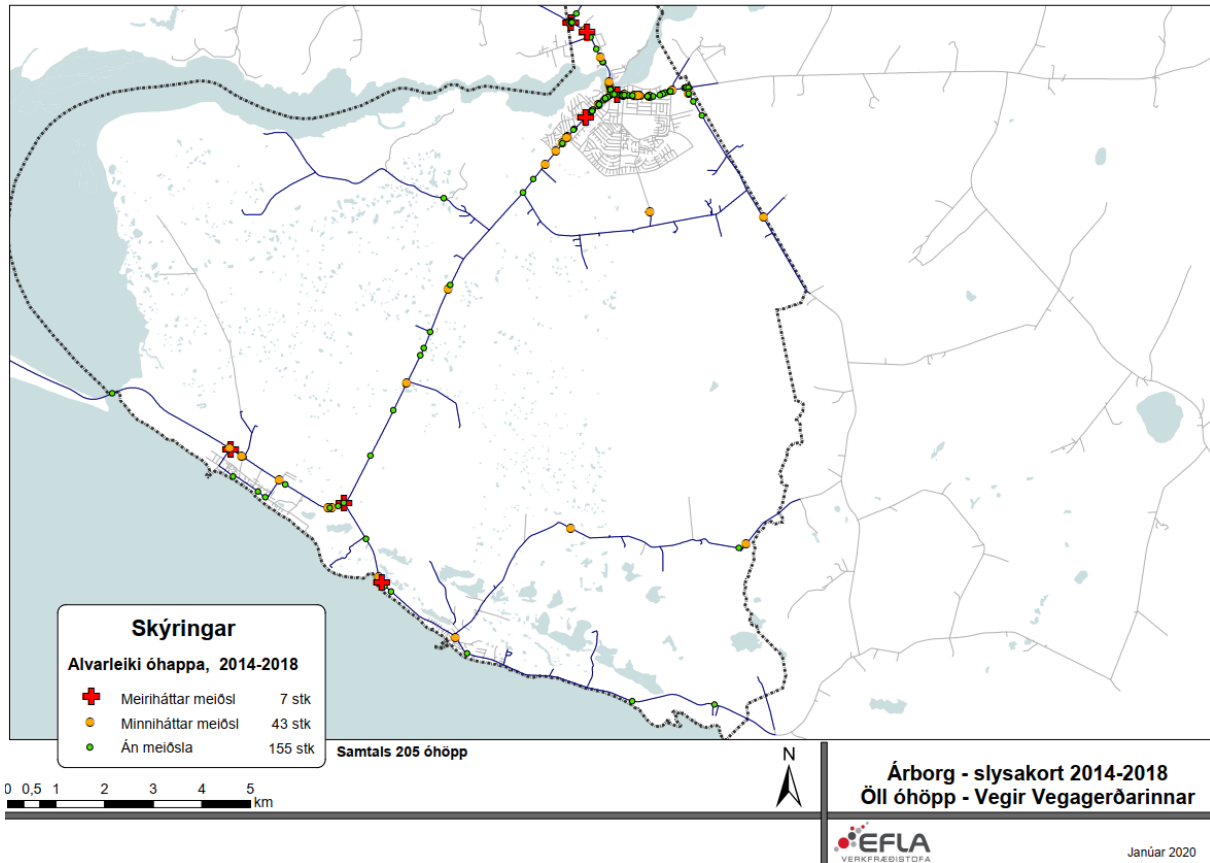 Skýringar
Alvarleiki óhappa, 2014-2018
Meiriháttar meiðsl 7 stk
Minniháttar meiðsl 43 stk
Án meiðsla 155 stk
Samtals 205 óhöpp
0 0,5 1 2 3 4 5
km
N
Árborg - slysakort 2014-2018
Öll óhöpp - Vegir Vegagerðarinnar
EFLA
VERKFRÆÐISTOFA
Janúar 2020